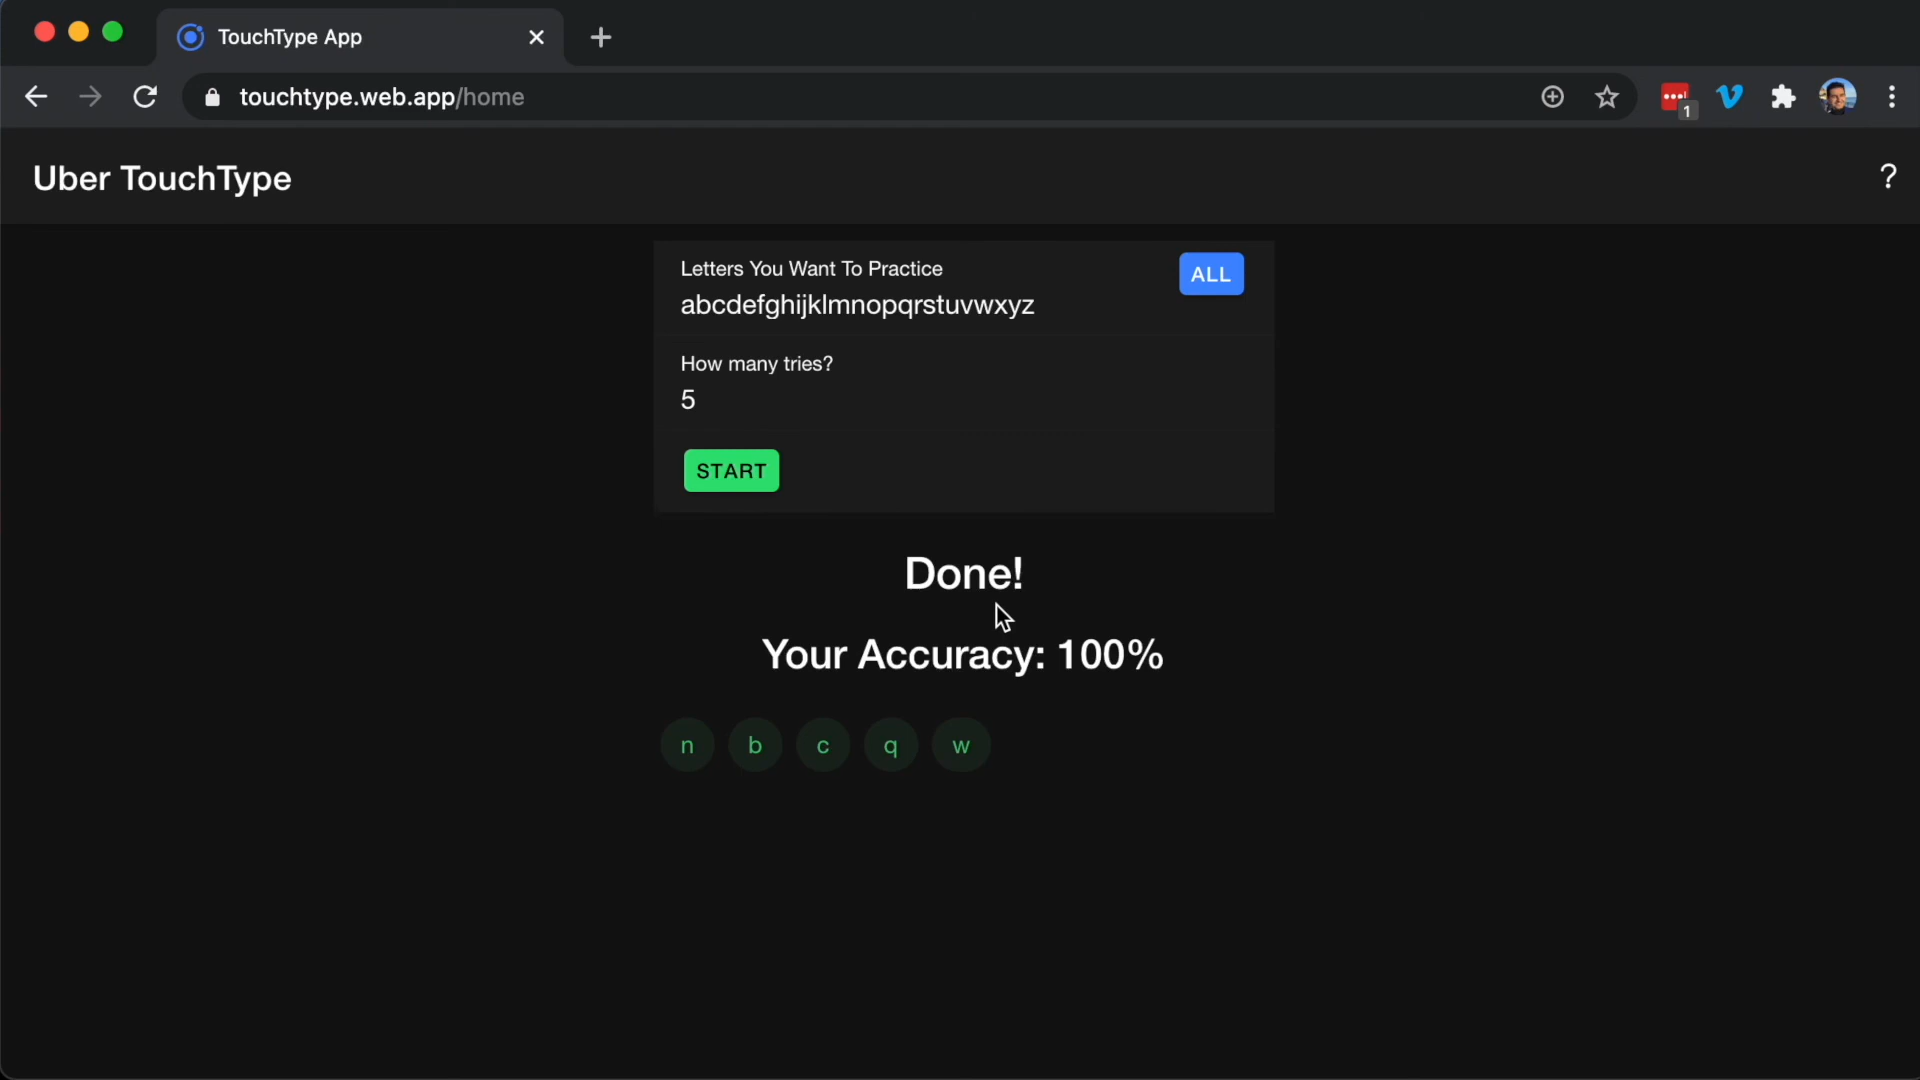 TouchType App
touchtype.web.app/home
1
Uber TouchType
?
Letters You Want To Practice
ALL
abcdefghijklmnopqrstuvwxyz
How many tries?
5
START
Done!
Your Accuracy: 100%
n b c q w